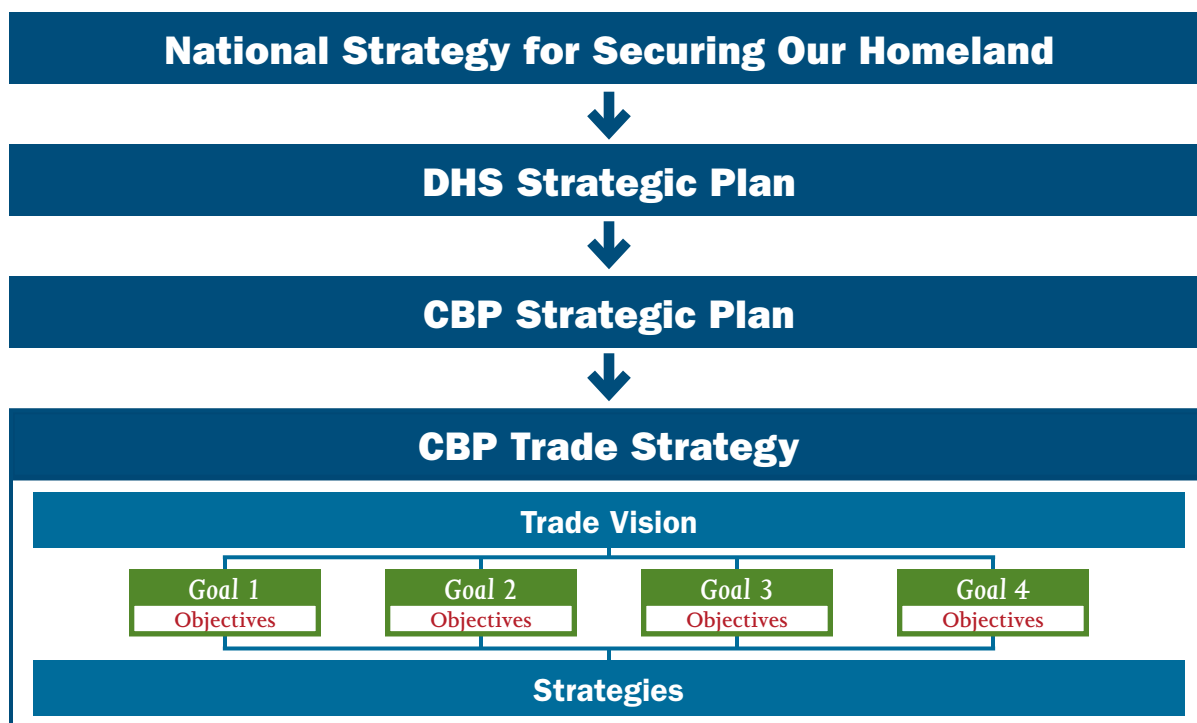 National Strategy for Securing Our Homeland
DHS Strategic Plan
CBP Strategic Plan
CBP Trade Strategy
Trade Vision
Goal 1
Objectives
Goal 2
Objectives
Goal 3
Objectives
Goal 4
Objectives
Strategies